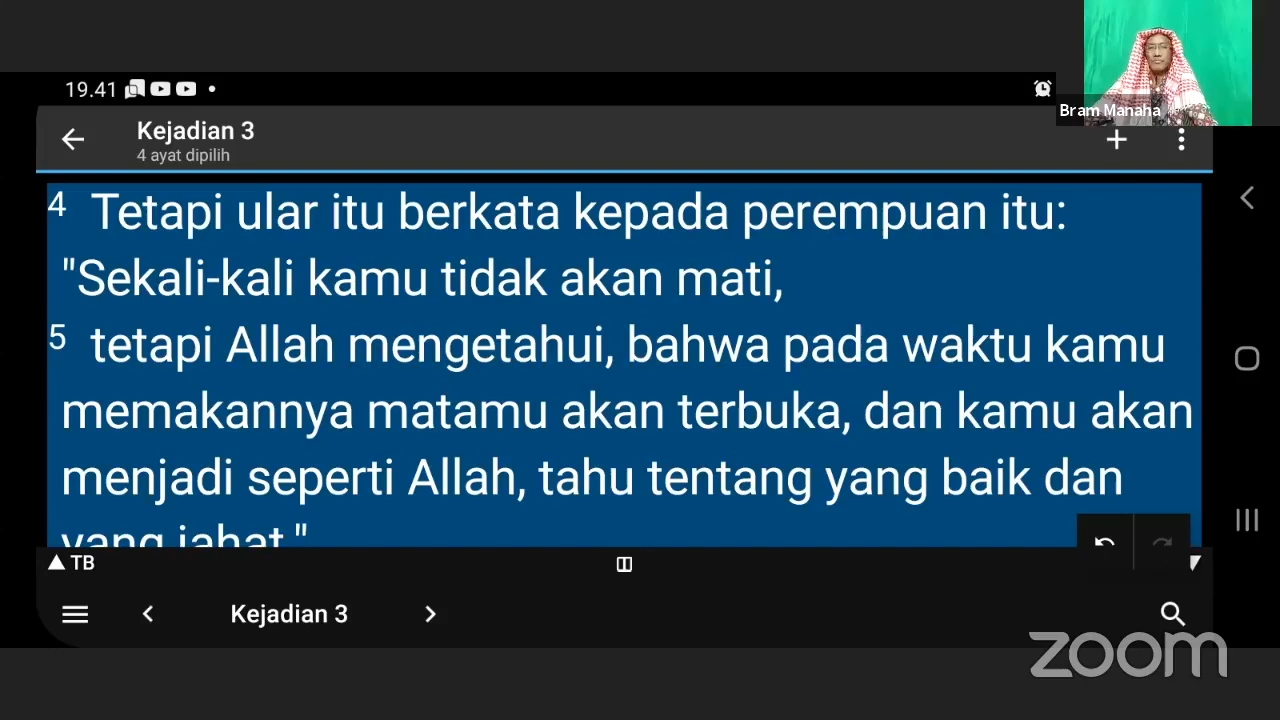 19.41
Bram Manaha
Kejadian 3
4 ayat dipilih
4 Tetapi ular itu berkata kepada perempuan itu:
"Sekali-kali kamu tidak akan mati,
5 tetapi Allah mengetahui, bahwa pada waktu kamu
memakannya matamu akan terbuka, dan kamu akan
menjadi seperti Allah, tahu tentang yang baik dan
yang jahat."
TB
Kejadian 3
zoom